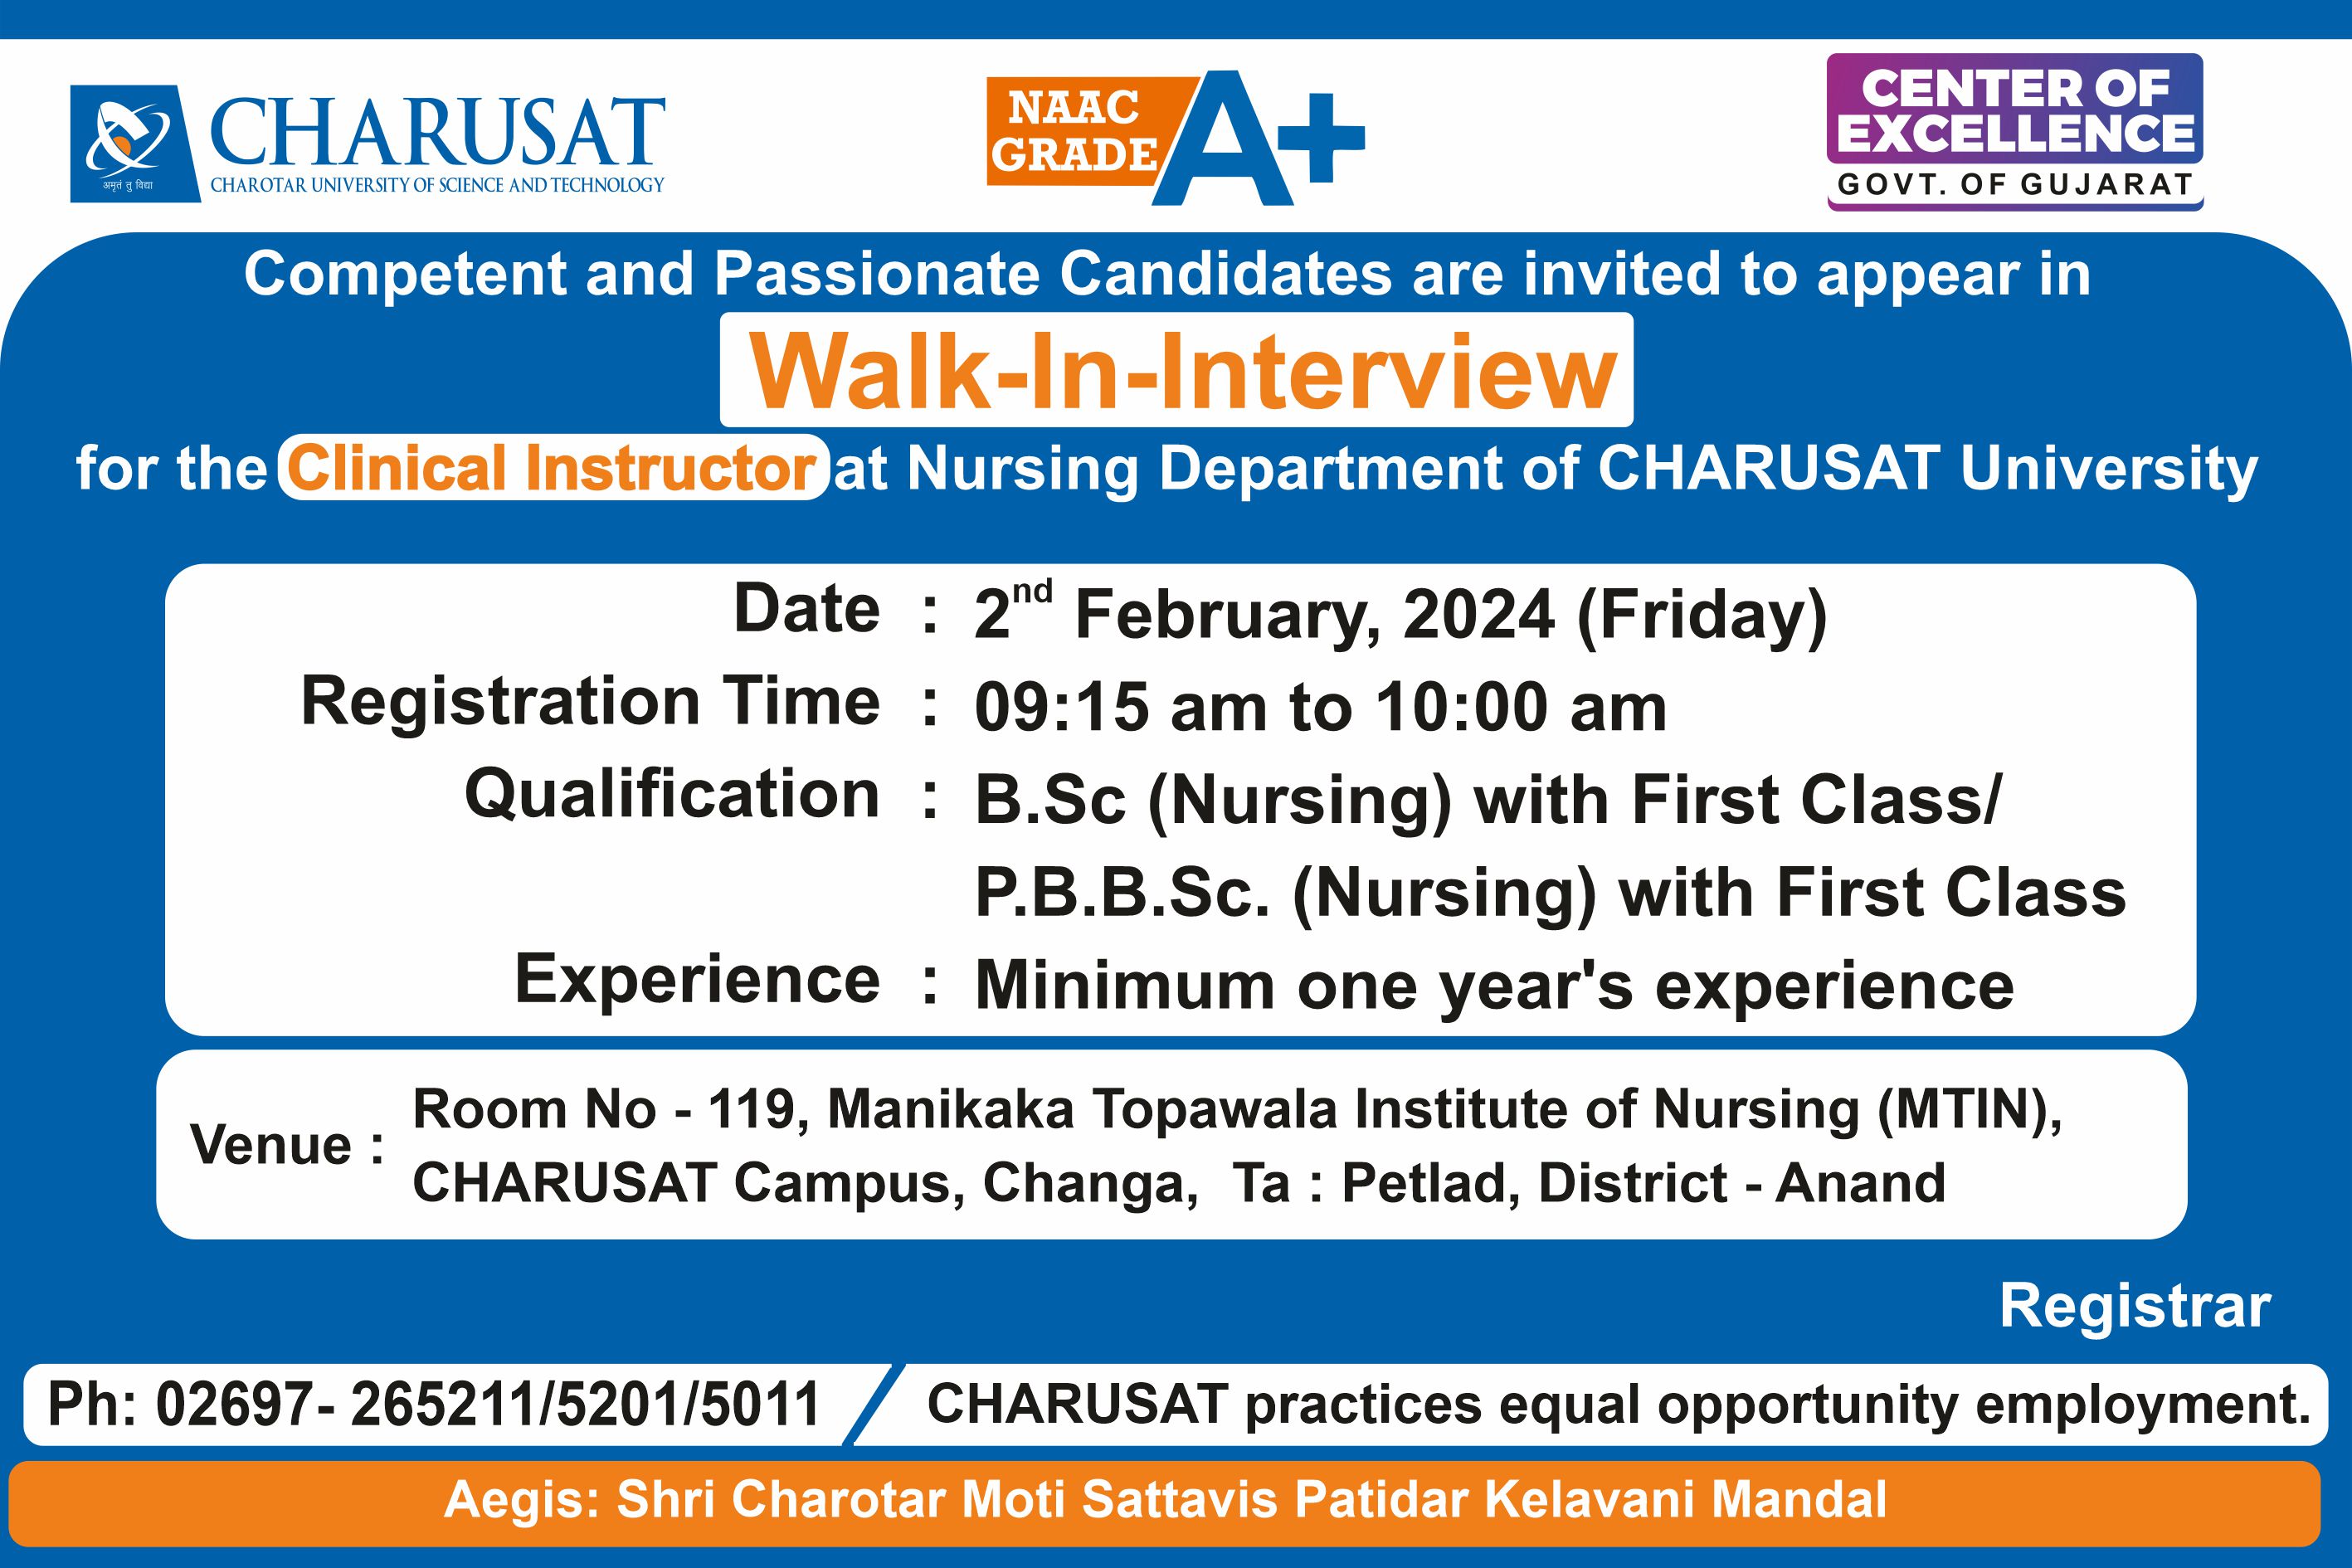 CHARUSAT
CHAROTAR UNIVERSITY OF SCIENCE AND TECHNOLOGY
अमृतं तु विद्या
NAAC
GRADE A+
CENTER OF
EXCELLENCE
GOVT. OF GUJARAT
Competent and Passionate Candidates are invited to appear in
Walk-In-Interview
for the Clinical Instructor at Nursing Department of CHARUSAT University
Date : 2nd February, 2024 (Friday)
Registration Time : 09:15 am to 10:00 am
Qualification : B.Sc (Nursing) with First Class/
P.B.B.Sc. (Nursing) with First Class
Experience : Minimum one year's experience
Venue : Room No - 119, Manikaka Topawala Institute of Nursing (MTIN),
CHARUSAT Campus, Changa, Ta : Petlad, District - Anand
Registrar
Ph: 02697- 265211/5201/5011
CHARUSAT practices equal opportunity employment.
Aegis: Shri Charotar Moti Sattavis Patidar Kelavani Mandal